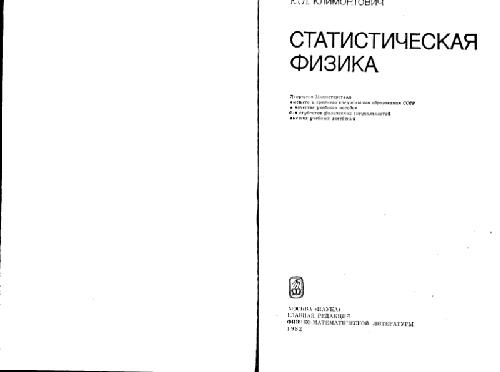 КЛИМОНТОВИЧ
СТАТИСТИЧЕСКАЯ
ФИЗИКА
Допущено Министерством
высшего и среднего специального образования СССР
в качестве учебного пособия
для студентов физических специальностей
высших учебных заведений
МОСКВА «НАУКА»
ГЛАВНАЯ РЕДАКЦИЯ
ФИЗИКО-МАТЕМАТИЧЕСКОЙ ЛИТЕРАТУРЫ
1982